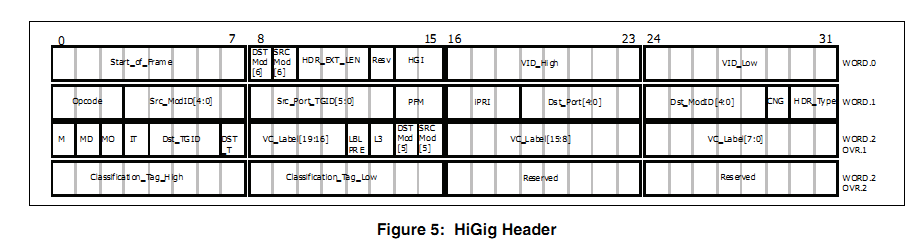 0 7 8 15 16 23 24 31
Start_of_Frame DST Mod [6] SRC Mod [6] HDR_EXT_LEN Resv HGI VID_High VID_Low WORD.0
Opcode Src_ModID[4:0] Src_Port_TGID[5:0] PFM IPRI Dst_Port[4:0] Dst_ModID[4:0] CNG HDR_Type WORD.1
M MD MO IT Dst_TGID DST_T VC_Label[19:16] LBL PRE L3 DST Mod [5] SRC Mod [5] VC_Label[15:8] VC_Label[7:0] WORD.2 OVR.1
Classification_Tag_High Classification_Tag_Low Reserved Reserved WORD.2 OVR.2
Figure 5: HiGig Header